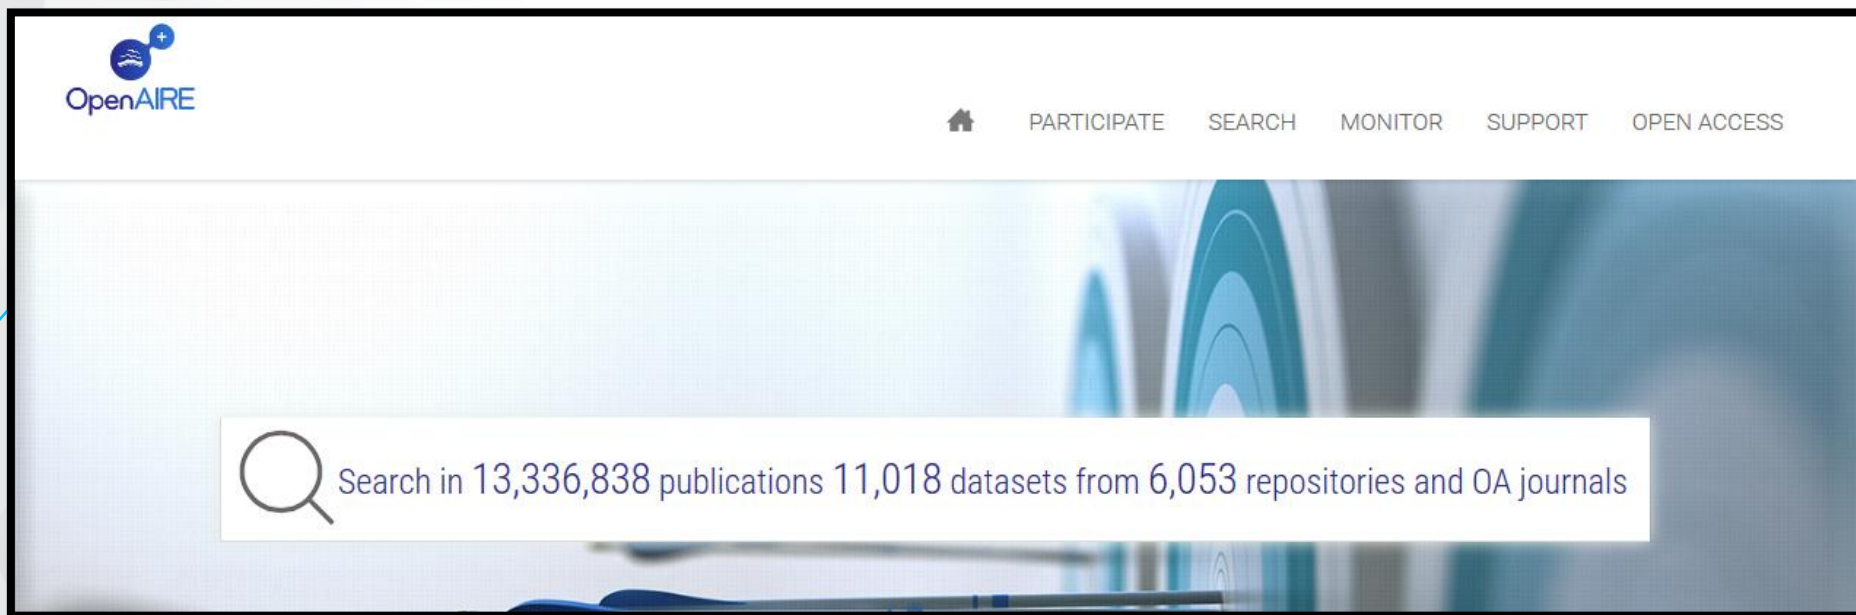 +
OpenAIRE
PARTICIPATE SEARCH MONITOR SUPPORT OPEN ACCESS
Search in 13,336,838 publications 11,018 datasets from 6,053 repositories and OA journals